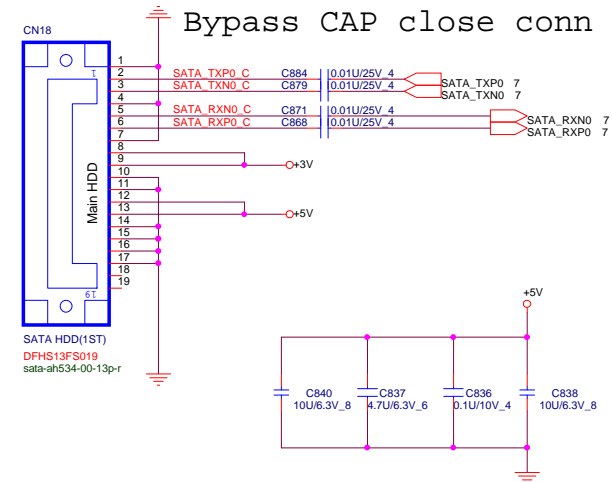 Bypass CAP close conn
CN18
1
1
2 SATA_TXP0_C C884 0.01U/25V_4 SATA_TXP0 7
3 SATA_TXN0_C C879 0.01U/25V_4 SATA_TXN0 7
4
5 SATA_RXN0_C C871 0.01U/25V_4 SATA_RXN0 7
6 SATA_RXP0_C C868 0.01U/25V_4 SATA_RXP0 7
7
8
9 +3V
10
11
12
13 +5V
14
15
16
17
18
19
19
Main HDD
SATA HDD(1ST)
DFHS13FS019
sata-ah534-00-13p-r
+5V
C840 C837 C836 C838
10U/6.3V_8 4.7U/6.3V_6 0.1U/10V_4 10U/6.3V_8